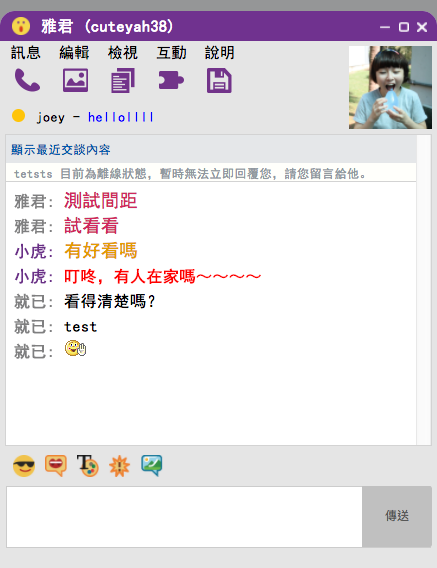 雅君 (cuteyah38)
訊息 編輯 檢視 互動 說明
joey - hellollll
顯示最近交談內容
tetsts 目前為離線狀態, 暫時無法立即回覆您, 請您留言給他。
雅君: 測試間距
雅君: 試看看
小虎: 有好看嗎
小虎: 叮咚, 有人在家嗎～～～～
就已: 看得清楚嗎?
就已: test
就已:
傳送